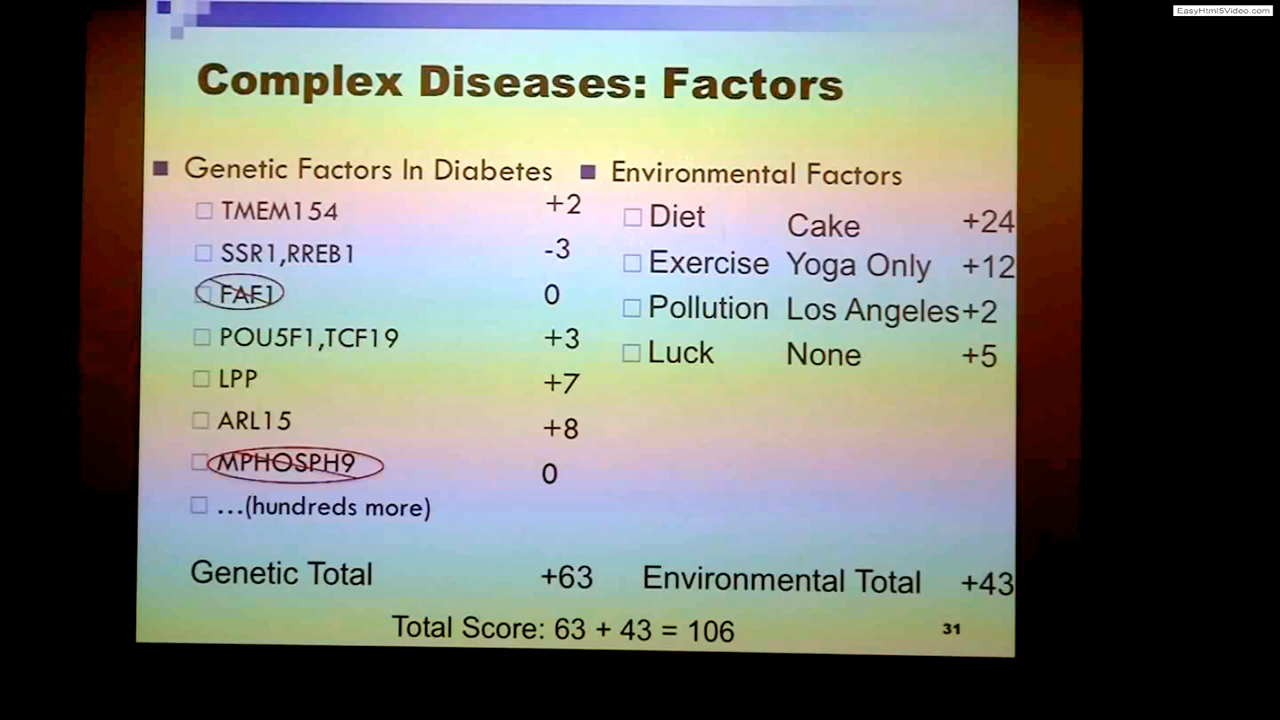 EasyHtml5Video.com
Complex Diseases: Factors
Genetic Factors In Diabetes
TMEM154 +2
SSR1,RREB1 -3
FAF1 0
POU5F1,TCF19 +3
LPP +7
ARL15 +8
MPHOSPH9 0
...(hundreds more)
Genetic Total +63
Environmental Factors
Diet Cake +24
Exercise Yoga Only +12
Pollution Los Angeles +2
Luck None +5
Environmental Total +43
Total Score: 63 + 43 = 106
31